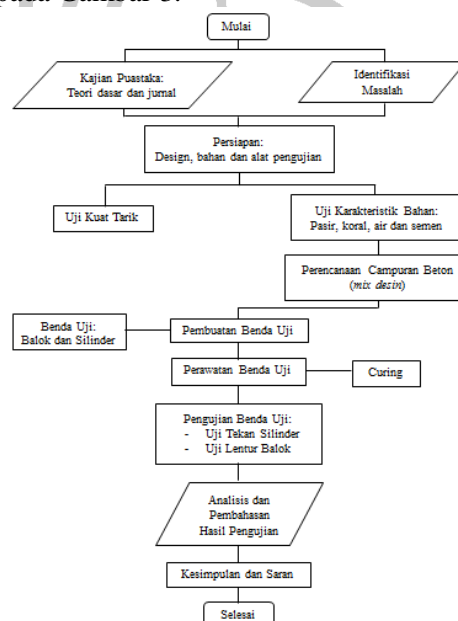 pada Gambar 3.
Mulai
Kajian Puastaka:
Teori dasar dan jurnal
Identifikasi
Masalah
Persiapan:
Design, bahan dan alat pengujian
Uji Kuat Tarik
Uji Karakteristik Bahan:
Pasir, koral, air dan semen
Perencanaan Campuran Beton
(mix desin)
Benda Uji:
Balok dan Silinder
Pembuatan Benda Uji
Perawatan Benda Uji
Curing
Pengujian Benda Uji:
- Uji Tekan Silinder
- Uji Lentur Balok
Analisis dan
Pembahasan
Hasil Pengujian
Kesimpulan dan Saran
Selesai